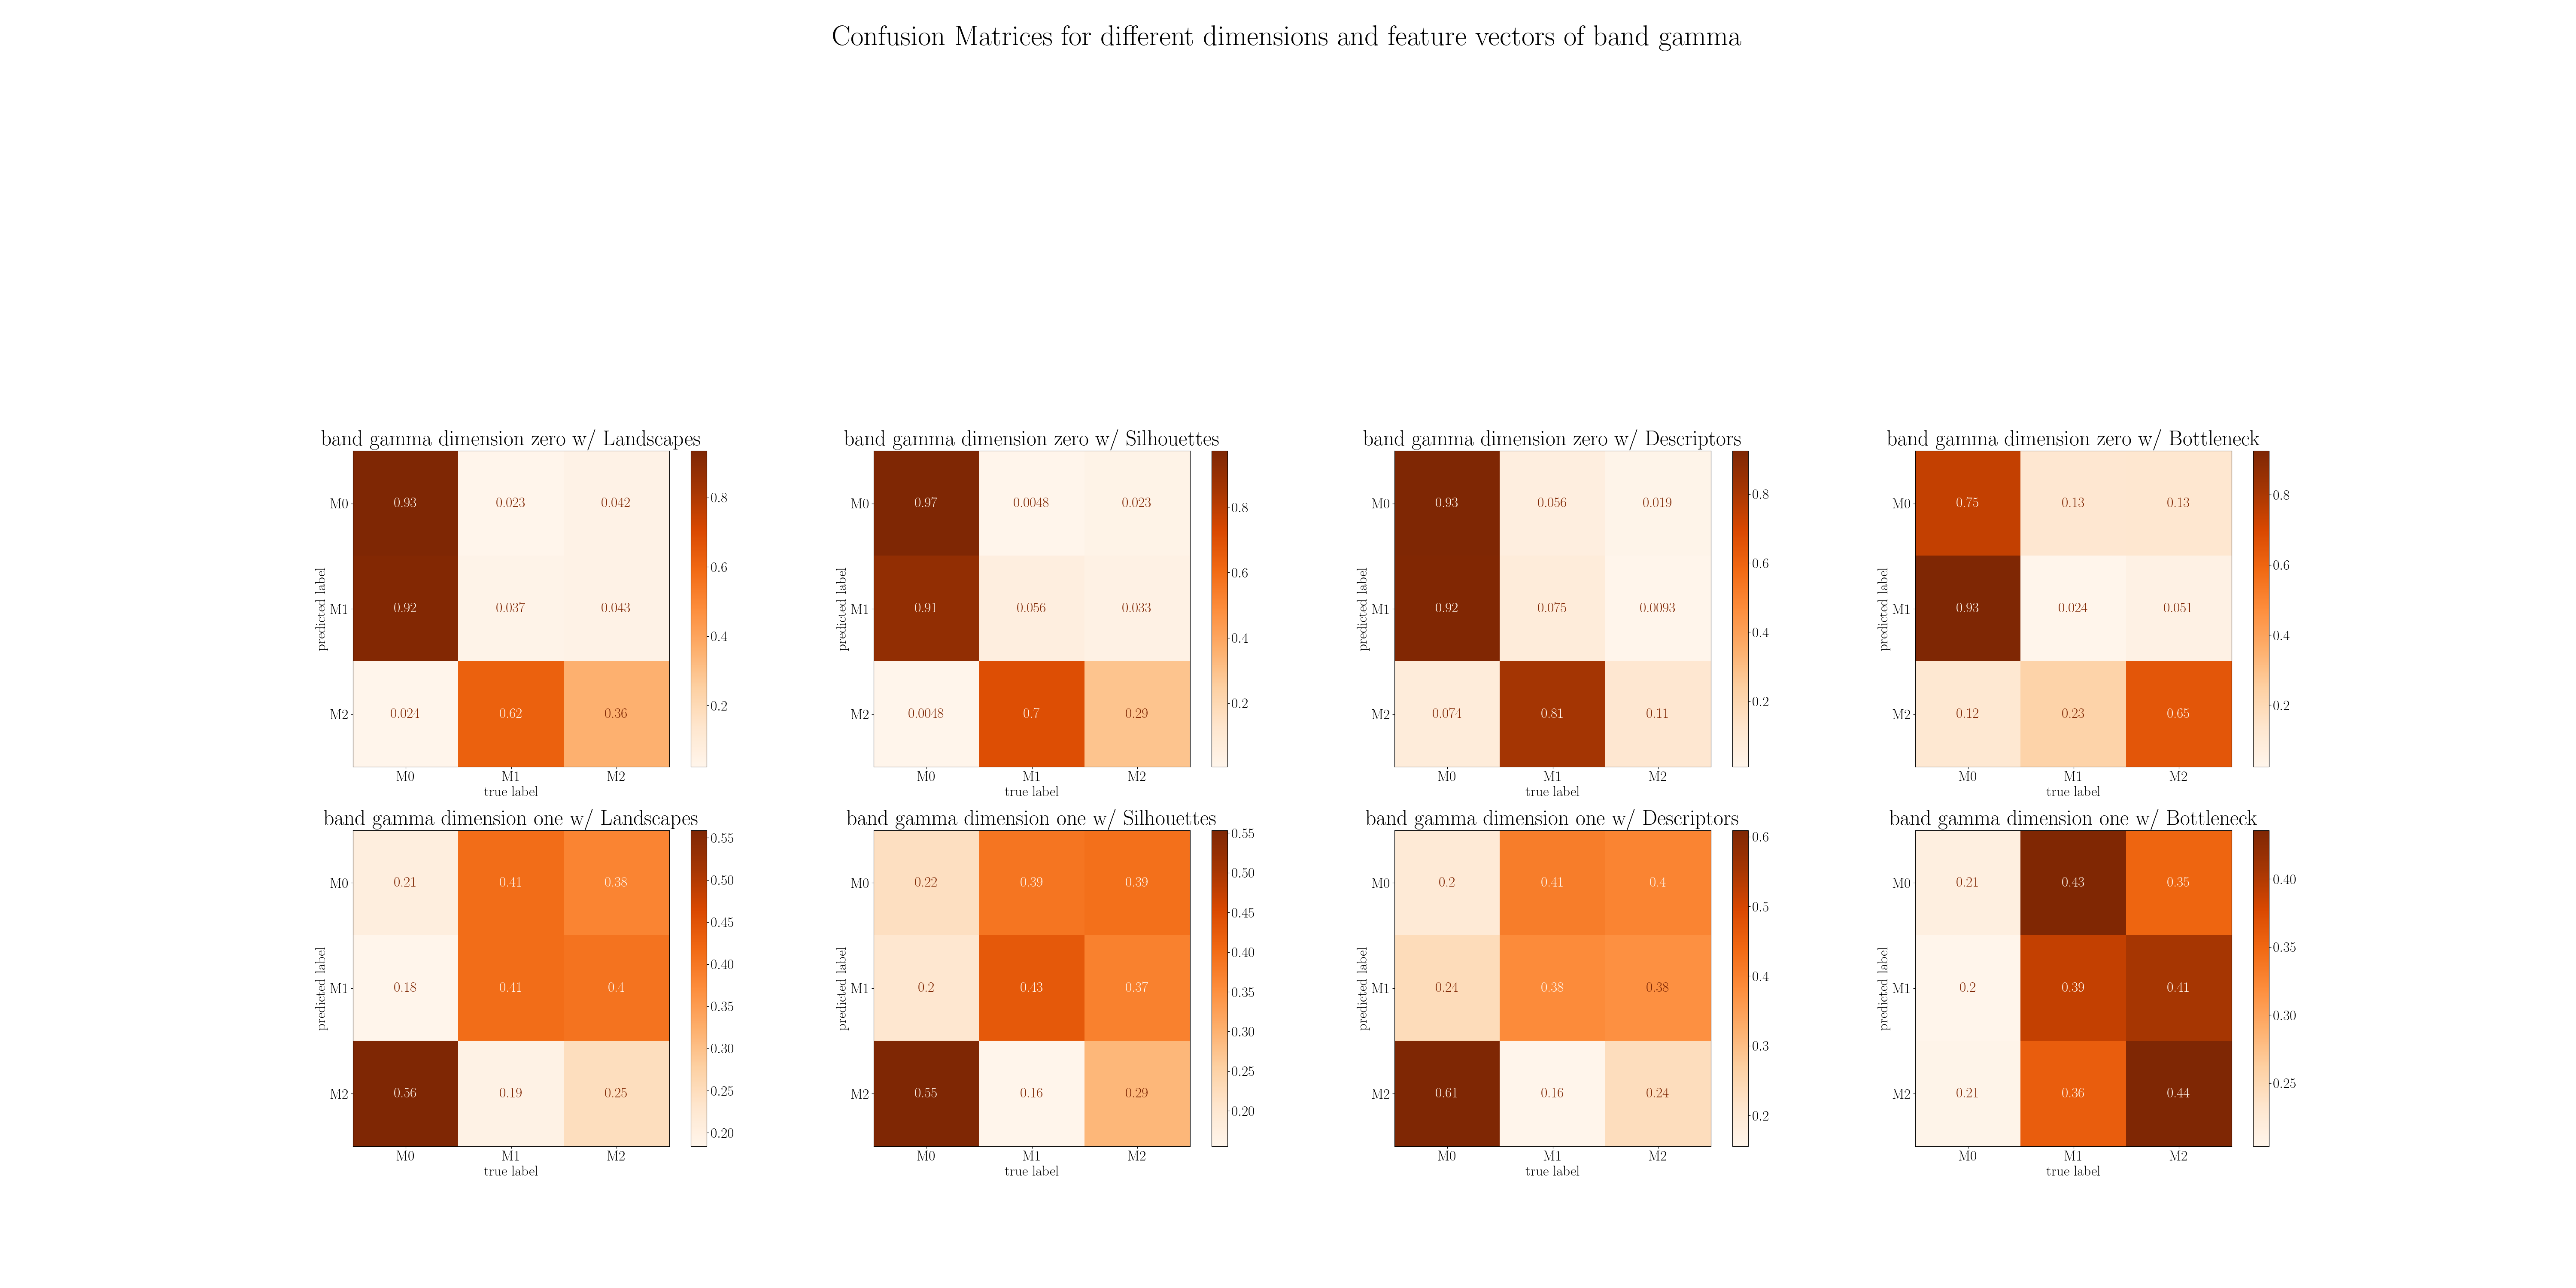 Confusion Matrices for different dimensions and feature vectors of band gamma
band gamma dimension zero w/ Landscapes
M0 0.93 0.023 0.042
M1 0.92 0.037 0.043
M2 0.024 0.62 0.36
M0 M1 M2
true label
predicted label
0.8
0.6
0.4
0.2
band gamma dimension zero w/ Silhouettes
M0 0.97 0.0048 0.023
M1 0.91 0.056 0.033
M2 0.0048 0.7 0.29
M0 M1 M2
true label
predicted label
0.8
0.6
0.4
0.2
band gamma dimension zero w/ Descriptors
M0 0.93 0.056 0.019
M1 0.92 0.075 0.0093
M2 0.074 0.81 0.11
M0 M1 M2
true label
predicted label
0.8
0.6
0.4
0.2
band gamma dimension zero w/ Bottleneck
M0 0.75 0.13 0.13
M1 0.93 0.024 0.051
M2 0.12 0.23 0.65
M0 M1 M2
true label
predicted label
0.8
0.6
0.4
0.2
band gamma dimension one w/ Landscapes
M0 0.21 0.41 0.38
M1 0.18 0.41 0.4
M2 0.56 0.19 0.25
M0 M1 M2
true label
predicted label
0.55
0.50
0.45
0.40
0.35
0.30
0.25
0.20
band gamma dimension one w/ Silhouettes
M0 0.22 0.39 0.39
M1 0.2 0.43 0.37
M2 0.55 0.16 0.29
M0 M1 M2
true label
predicted label
0.55
0.50
0.45
0.40
0.35
0.30
0.25
0.20
band gamma dimension one w/ Descriptors
M0 0.2 0.41 0.4
M1 0.24 0.38 0.38
M2 0.61 0.16 0.24
M0 M1 M2
true label
predicted label
0.6
0.5
0.4
0.3
0.2
band gamma dimension one w/ Bottleneck
M0 0.21 0.43 0.35
M1 0.2 0.39 0.41
M2 0.21 0.36 0.44
M0 M1 M2
true label
predicted label
0.40
0.35
0.30
0.25